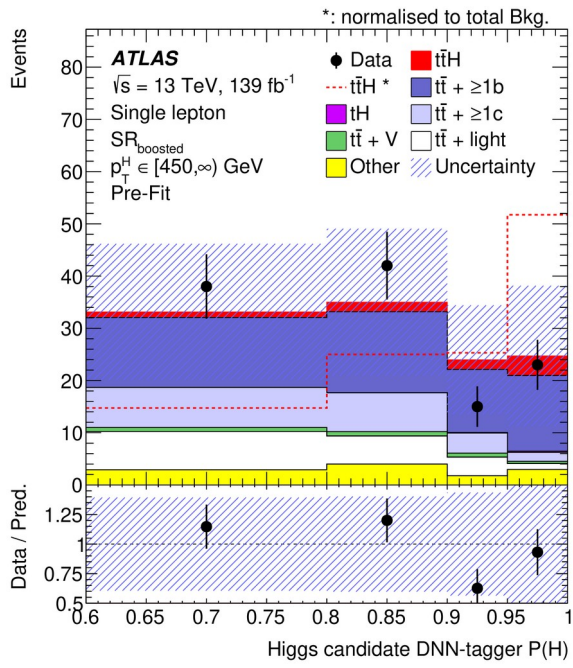 *: normalised to total Bkg.
Events
80
70
60
50
40
30
20
10
0
ATLAS
√s = 13 TeV, 139 fb⁻¹
Single lepton
SR_boosted
p_T^H ∈ [450,∞) GeV
Pre-Fit
Data
tt̄H
tt̄H *
tt̄ + ≥1b
tH
tt̄ + ≥1c
tt̄ + V
tt̄ + light
Other
Uncertainty
Data / Pred.
1.25
1
0.75
0.5
0.6 0.65 0.7 0.75 0.8 0.85 0.9 0.95 1
Higgs candidate DNN-tagger P(H)